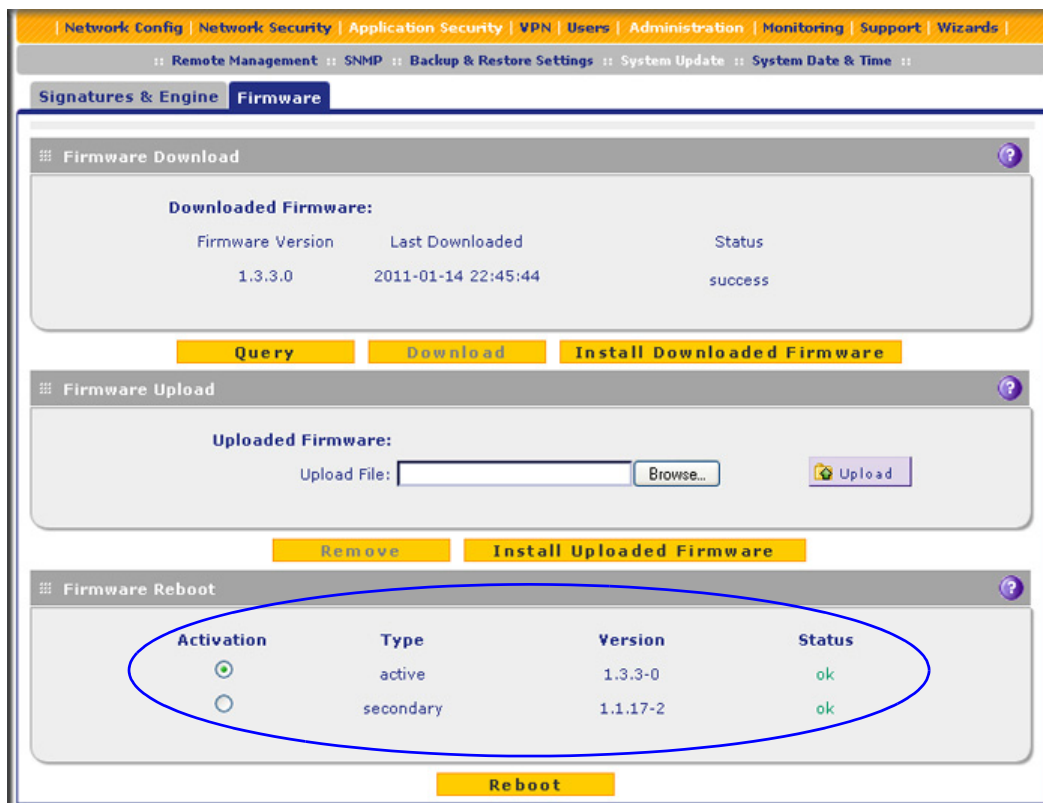 | Network Config | Network Security | Application Security | VPN | Users | Administration | Monitoring | Support | Wizards |
:: Remote Management :: SNMP :: Backup & Restore Settings :: System Update :: System Date & Time ::
Signatures & Engine Firmware
Firmware Download ?
Downloaded Firmware:
Firmware Version Last Downloaded Status
1.3.3.0 2011-01-14 22:45:44 success
Query Download Install Downloaded Firmware
Firmware Upload ?
Uploaded Firmware:
Upload File: Browse... Upload
Remove Install Uploaded Firmware
Firmware Reboot ?
Activation Type Version Status
active 1.3.3-0 ok
secondary 1.1.17-2 ok
Reboot